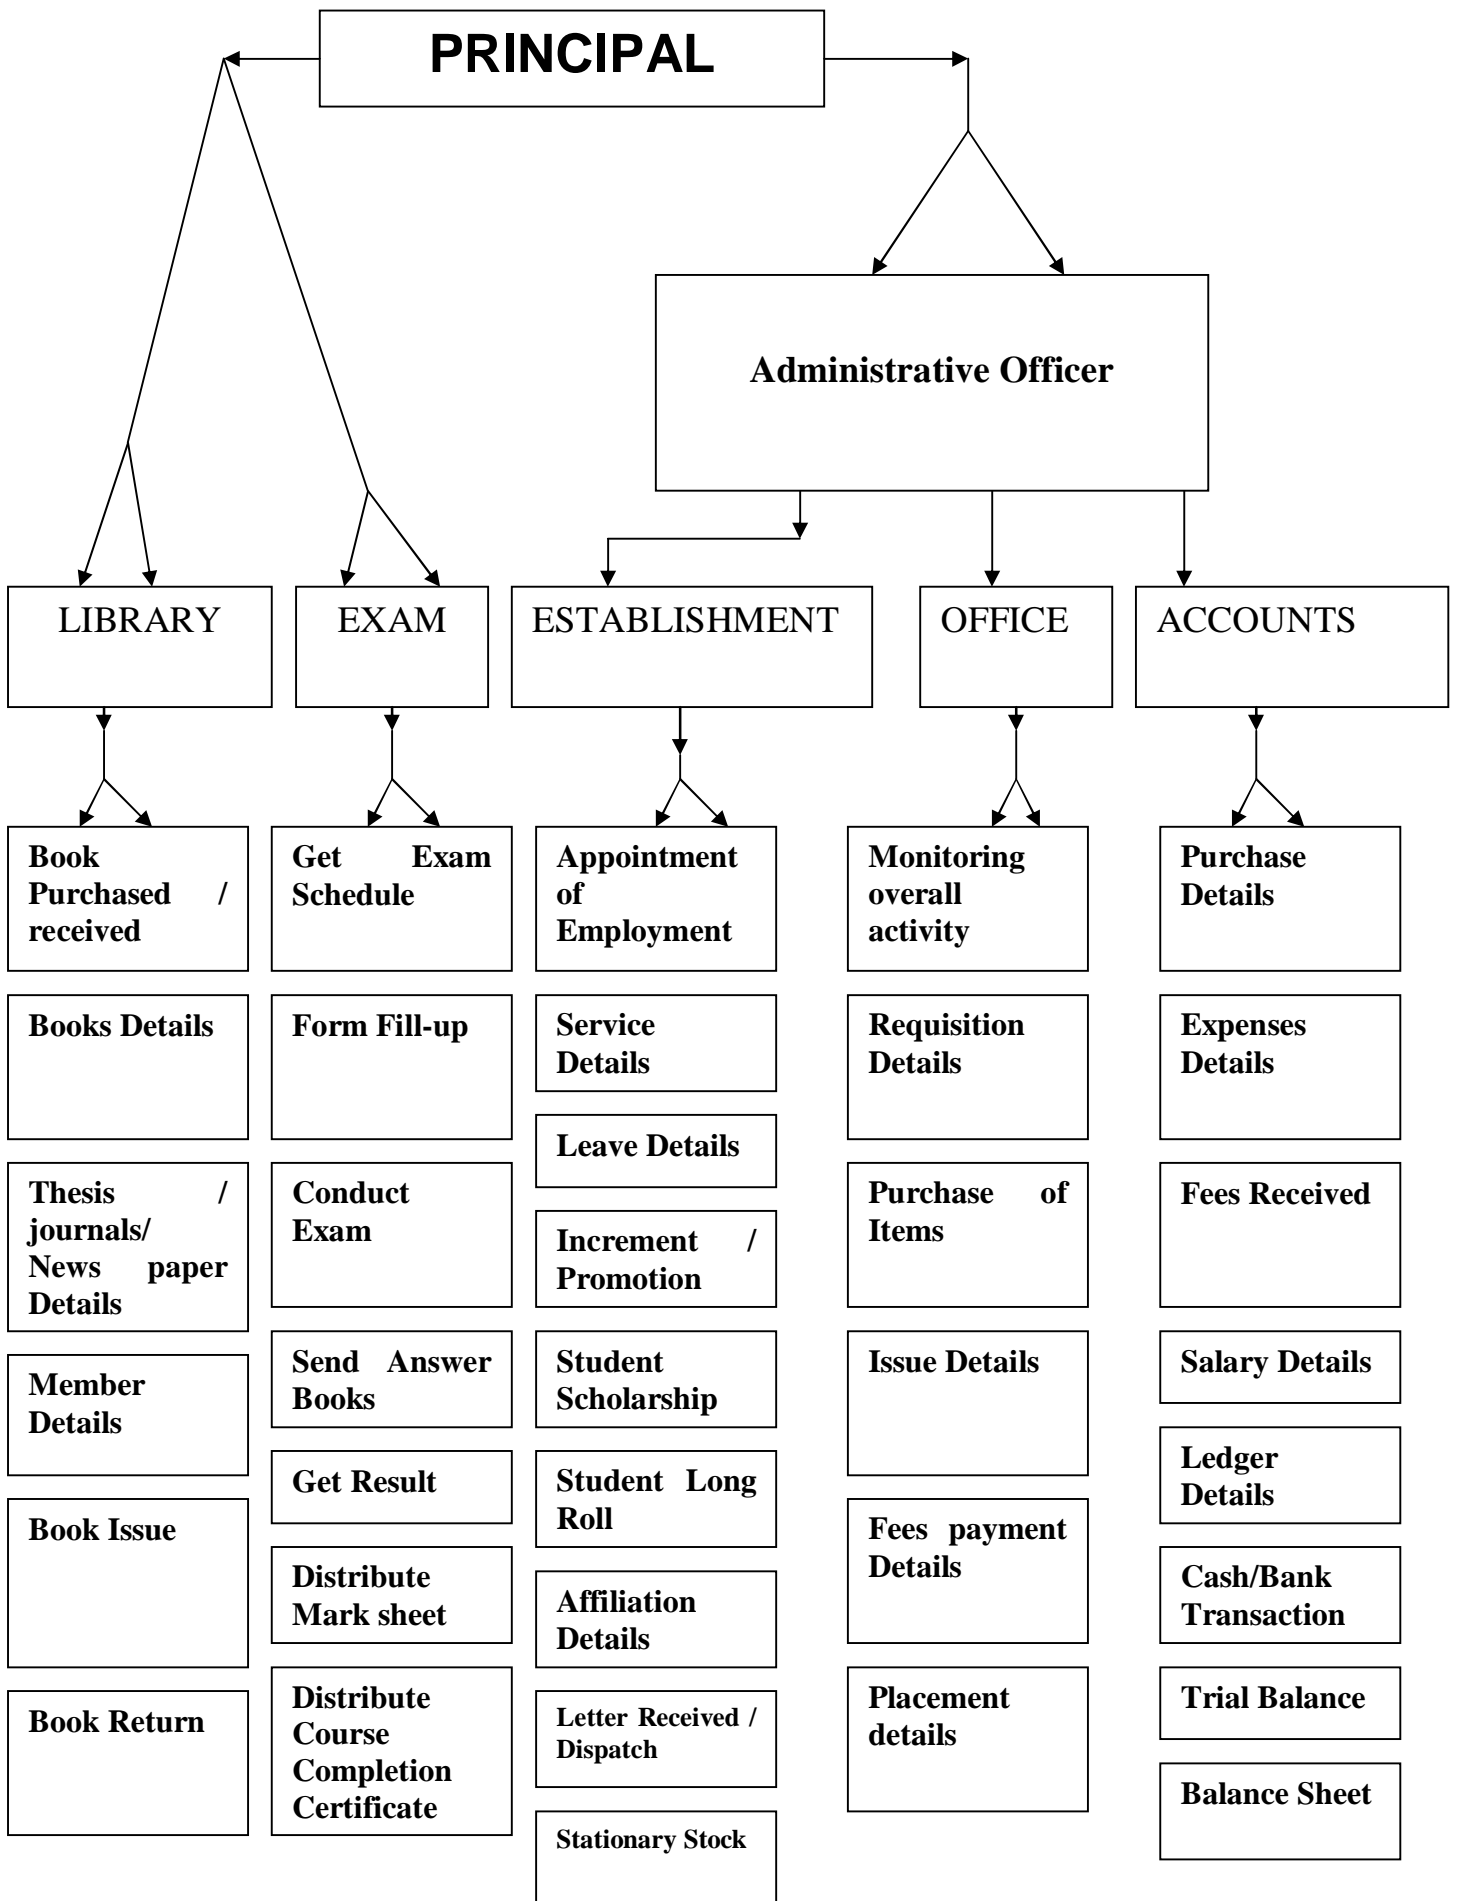 PRINCIPAL
Administrative Officer
LIBRARY
EXAM
ESTABLISHMENT
OFFICE
ACCOUNTS
Book
Purchased /
received
Books Details
Thesis /
journals/
News paper
Details
Member
Details
Book Issue
Book Return
Get Exam
Schedule
Form Fill-up
Conduct
Exam
Send Answer
Books
Get Result
Distribute
Mark sheet
Distribute
Course
Completion
Certificate
Appointment
of
Employment
Service
Details
Leave Details
Increment /
Promotion
Student
Scholarship
Student Long
Roll
Affiliation
Details
Letter Received /
Dispatch
Stationary Stock
Monitoring
overall
activity
Requisition
Details
Purchase of
Items
Issue Details
Fees payment
Details
Placement
details
Purchase
Details
Expenses
Details
Fees Received
Salary Details
Ledger
Details
Cash/Bank
Transaction
Trial Balance
Balance Sheet